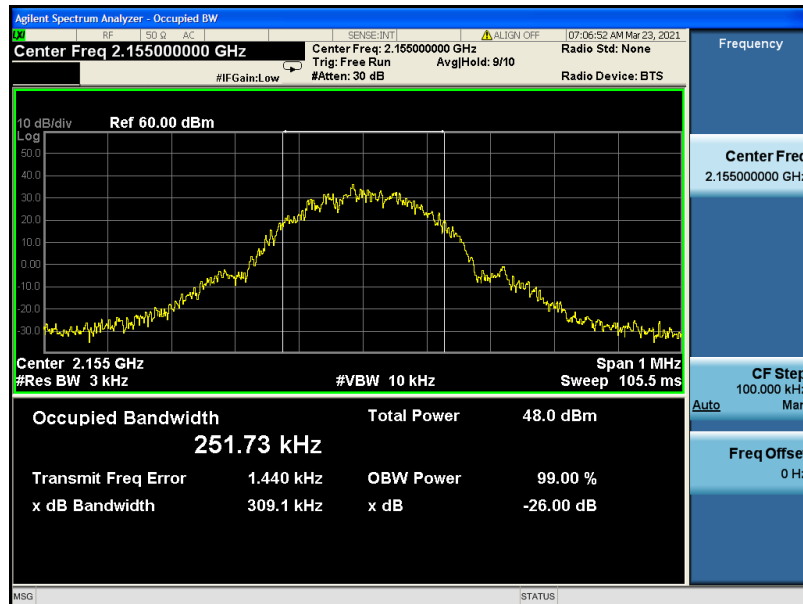 Agilent Spectrum Analyzer - Occupied BW
LXI RF 50 Ω AC SENSE:INT ALIGN OFF 07:06:52 AM Mar 23, 2021
Center Freq 2.155000000 GHz
Center Freq: 2.155000000 GHz
Radio Std: None
Trig: Free Run Avg|Hold: 9/10
#IFGain:Low #Atten: 30 dB Radio Device: BTS
10 dB/div Ref 60.00 dBm
Log
50.0
40.0
30.0
20.0
10.0
0.00
-10.0
-20.0
-30.0
Center 2.155 GHz Span 1 MHz
#Res BW 3 kHz #VBW 10 kHz Sweep 105.5 ms
Occupied Bandwidth Total Power 48.0 dBm
251.73 kHz
Transmit Freq Error 1.440 kHz OBW Power 99.00 %
x dB Bandwidth 309.1 kHz x dB -26.00 dB
MSG STATUS
Frequency
Center Freq
2.155000000 GHz
CF Step
100.000 kHz
Auto Man
Freq Offset
0 Hz